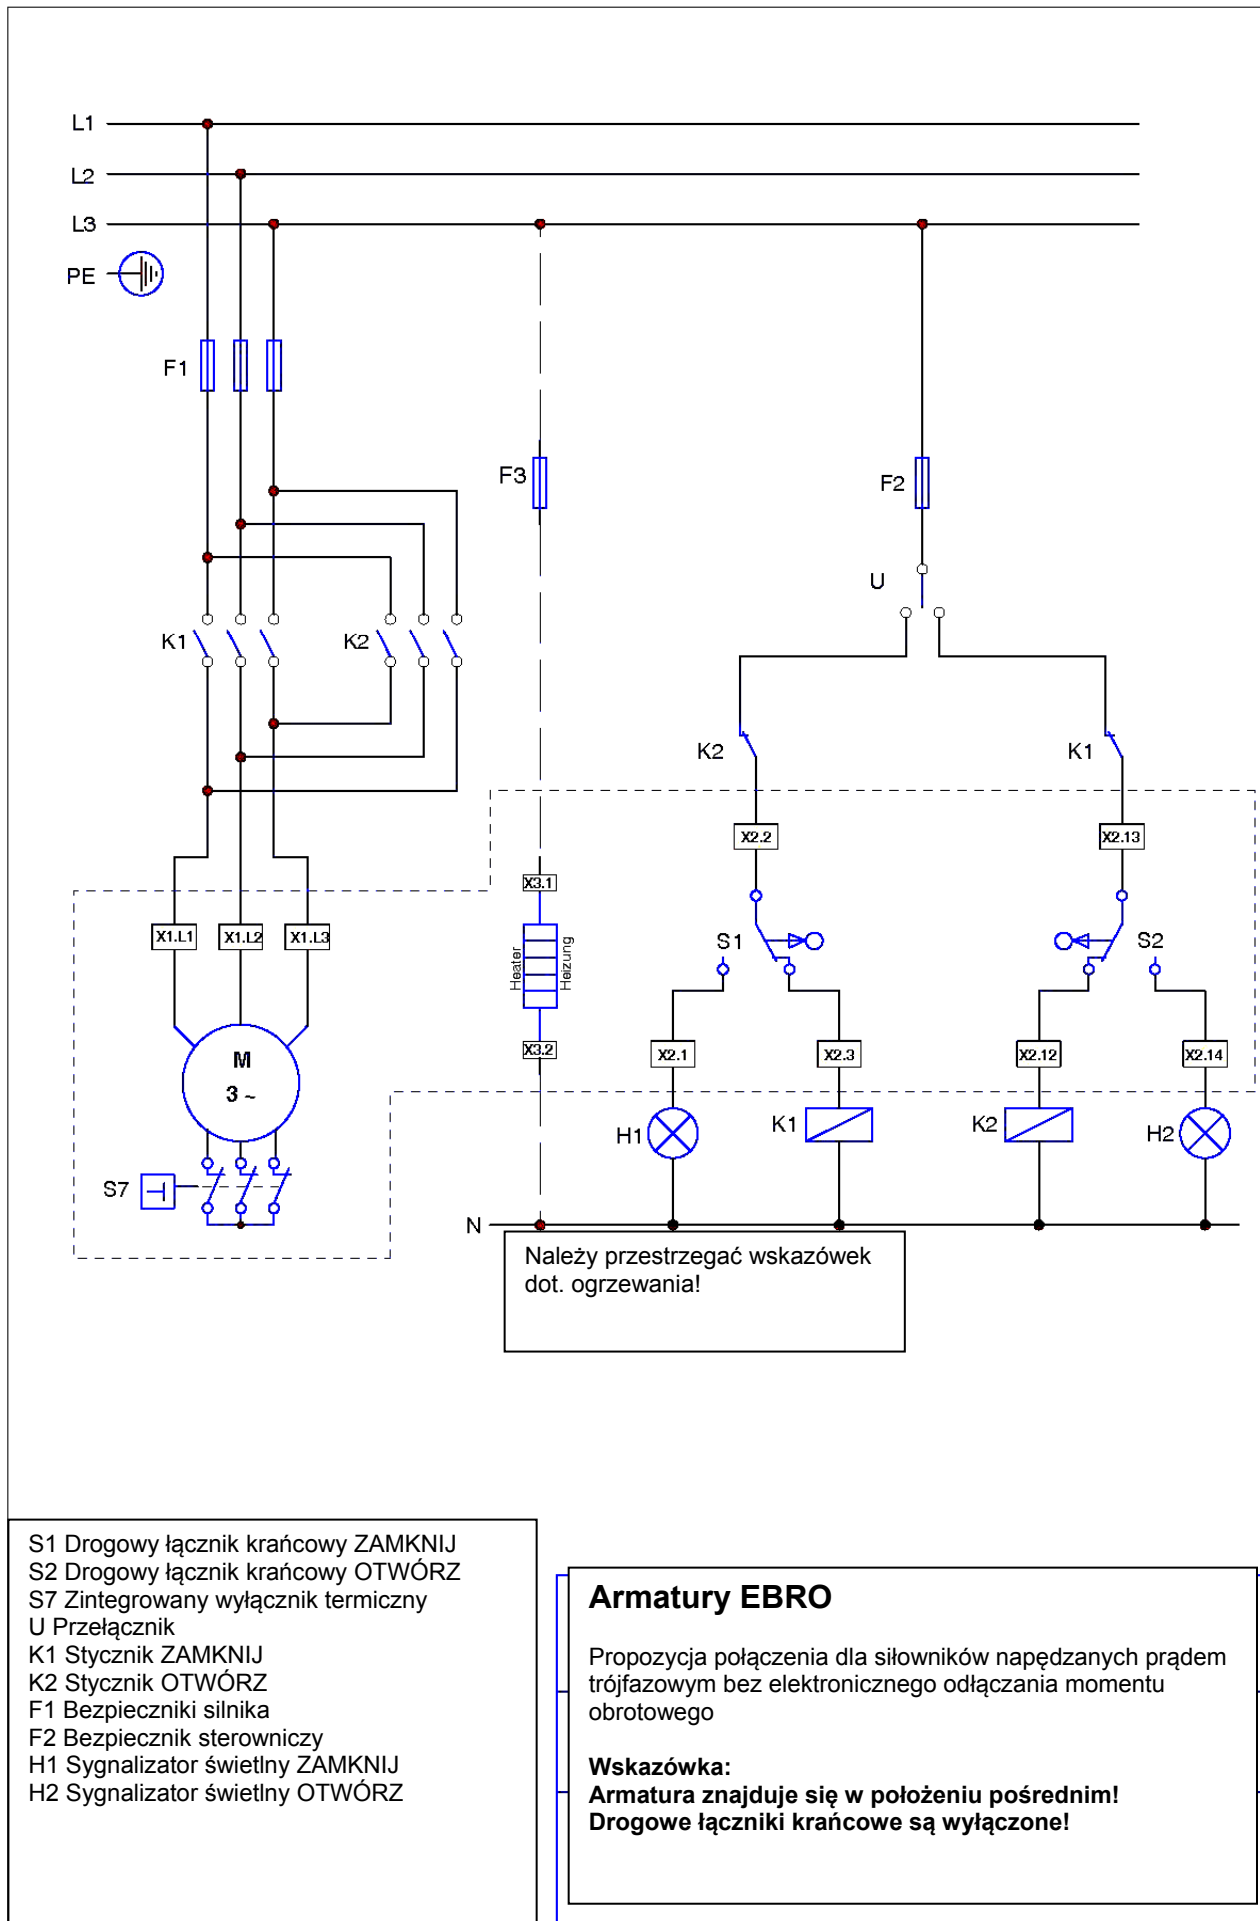 L1
L2
L3
PE
F1
F3
F2
U
K1
K2
K2
K1
X2.2
X2.13
X3.1
X1.L1
X1.L2
X1.L3
S1
S2
Heater
Heizung
M
3 ~
X3.2
X2.1
X2.3
X2.12
X2.14
H1
K1
K2
H2
S7
N
Należy przestrzegać wskazówek
dot. ogrzewania!
S1 Drogowy łącznik krańcowy ZAMKNIJ
S2 Drogowy łącznik krańcowy OTWÓRZ
S7 Zintegrowany wyłącznik termiczny
U Przełącznik
K1 Stycznik ZAMKNIJ
K2 Stycznik OTWÓRZ
F1 Bezpieczniki silnika
F2 Bezpiecznik sterowniczy
H1 Sygnalizator świetlny ZAMKNIJ
H2 Sygnalizator świetlny OTWÓRZ
Armatury EBRO
Propozycja połączenia dla siłowników napędzanych prądem
trójfazowym bez elektronicznego odłączania momentu
obrotowego
Wskazówka:
Armatura znajduje się w położeniu pośrednim!
Drogowe łączniki krańcowe są wyłączone!